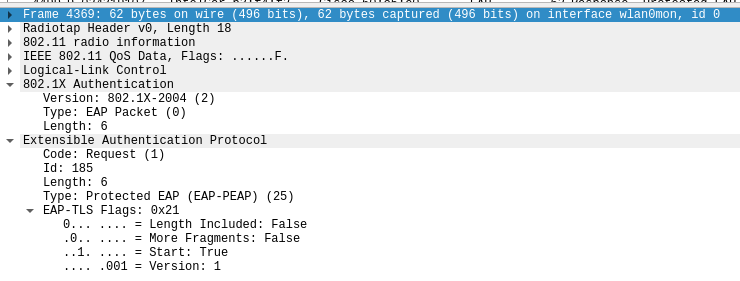 Frame 4369: 62 bytes on wire (496 bits), 62 bytes captured (496 bits) on interface wlan0mon, id 0
Radiotap Header v0, Length 18
802.11 radio information
IEEE 802.11 QoS Data, Flags: ......F.
Logical-Link Control
802.1X Authentication
Version: 802.1X-2004 (2)
Type: EAP Packet (0)
Length: 6
Extensible Authentication Protocol
Code: Request (1)
Id: 185
Length: 6
Type: Protected EAP (EAP-PEAP) (25)
EAP-TLS Flags: 0x21
0... .... = Length Included: False
.0.. .... = More Fragments: False
..1. .... = Start: True
.... .001 = Version: 1